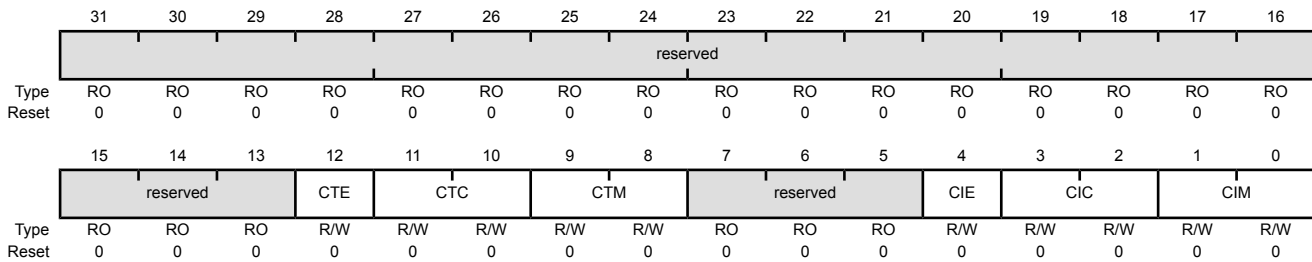 31 30 29 28 27 26 25 24 23 22 21 20 19 18 17 16
reserved
Type RO RO RO RO RO RO RO RO RO RO RO RO RO RO RO RO
Reset 0 0 0 0 0 0 0 0 0 0 0 0 0 0 0 0
15 14 13 12 11 10 9 8 7 6 5 4 3 2 1 0
reserved CTE CTC CTM reserved CIE CIC CIM
Type RO RO RO R/W R/W R/W R/W R/W RO RO RO R/W R/W R/W R/W R/W
Reset 0 0 0 0 0 0 0 0 0 0 0 0 0 0 0 0